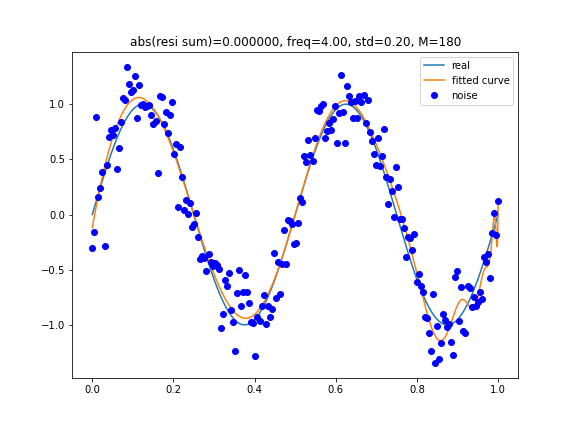 abs(resi sum)=0.000000, freq=4.00, std=0.20, M=180
real
fitted curve
noise
1.0
0.5
0.0
−0.5
−1.0
0.0 0.2 0.4 0.6 0.8 1.0